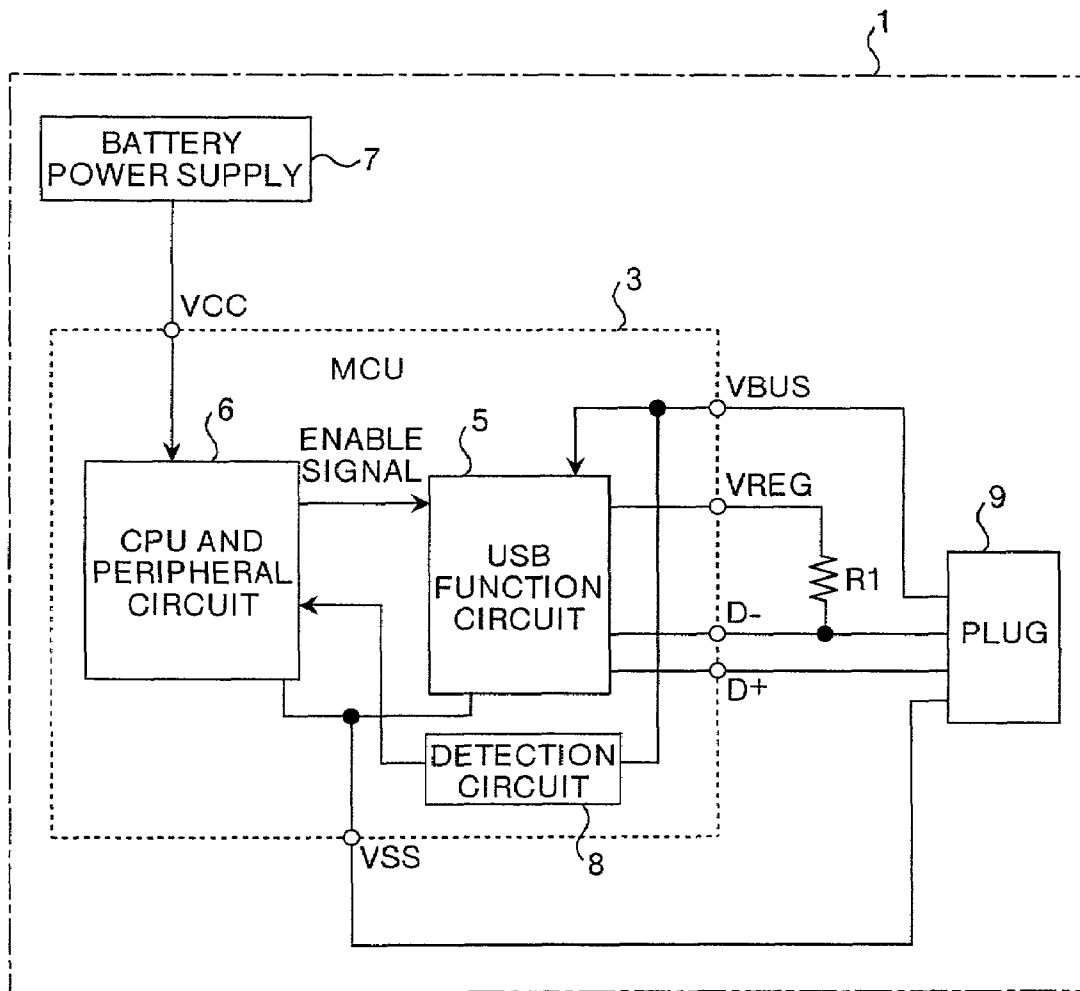 1
BATTERY
POWER SUPPLY
7
VCC
3
MCU
VBUS
6
ENABLE
SIGNAL
5
VREG
9
CPU AND
PERIPHERAL
CIRCUIT
USB
FUNCTION
CIRCUIT
R1
D-
PLUG
D+
DETECTION
CIRCUIT
VSS
8